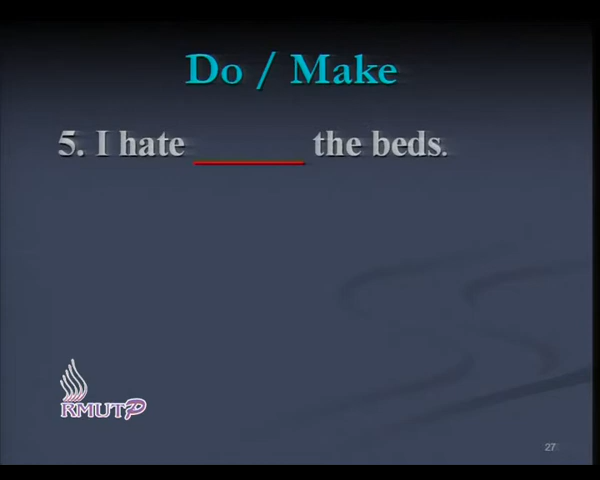 Do / Make
5. I hate ______ the beds.
RMUTP
27